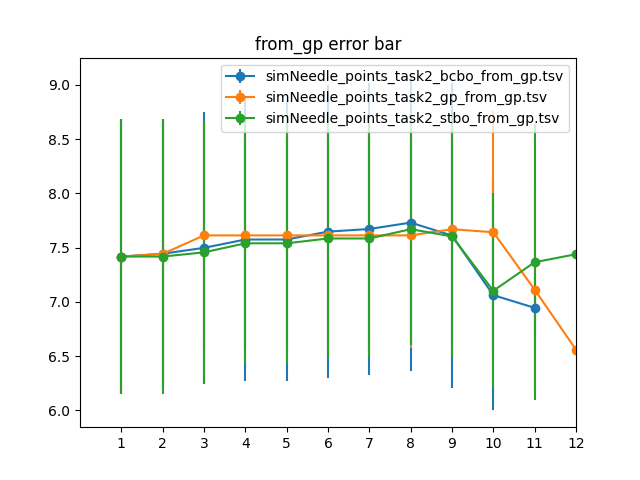 from_gp error bar
simNeedle_points_task2_bcbo_from_gp.tsv
simNeedle_points_task2_gp_from_gp.tsv
simNeedle_points_task2_stbo_from_gp.tsv
9.0
8.5
8.0
7.5
7.0
6.5
6.0
1 2 3 4 5 6 7 8 9 10 11 12